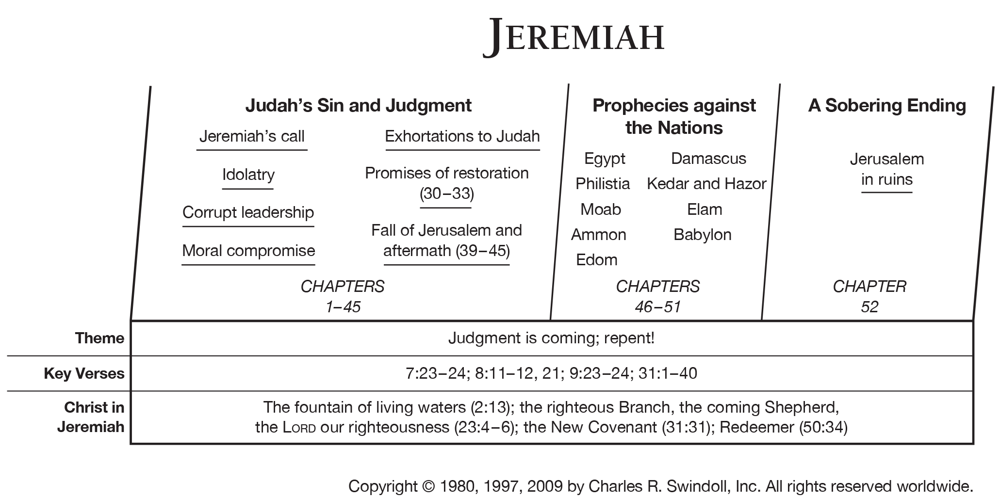 JEREMIAH
Judah’s Sin and Judgment
Jeremiah’s call
Idolatry
Corrupt leadership
Moral compromise
Exhortations to Judah
Promises of restoration
(30–33)
Fall of Jerusalem and
aftermath (39–45)
CHAPTERS
1–45
Prophecies against
the Nations
Egypt
Philistia
Moab
Ammon
Edom
Damascus
Kedar and Hazor
Elam
Babylon
CHAPTERS
46–51
A Sobering Ending
Jerusalem
in ruins
CHAPTER
52
Theme
Judgment is coming; repent!
Key Verses
7:23–24; 8:11–12, 21; 9:23–24; 31:1–40
Christ in
Jeremiah
The fountain of living waters (2:13); the righteous Branch, the coming Shepherd,
the LORD our righteousness (23:4–6); the New Covenant (31:31); Redeemer (50:34)
Copyright © 1980, 1997, 2009 by Charles R. Swindoll, Inc. All rights reserved worldwide.